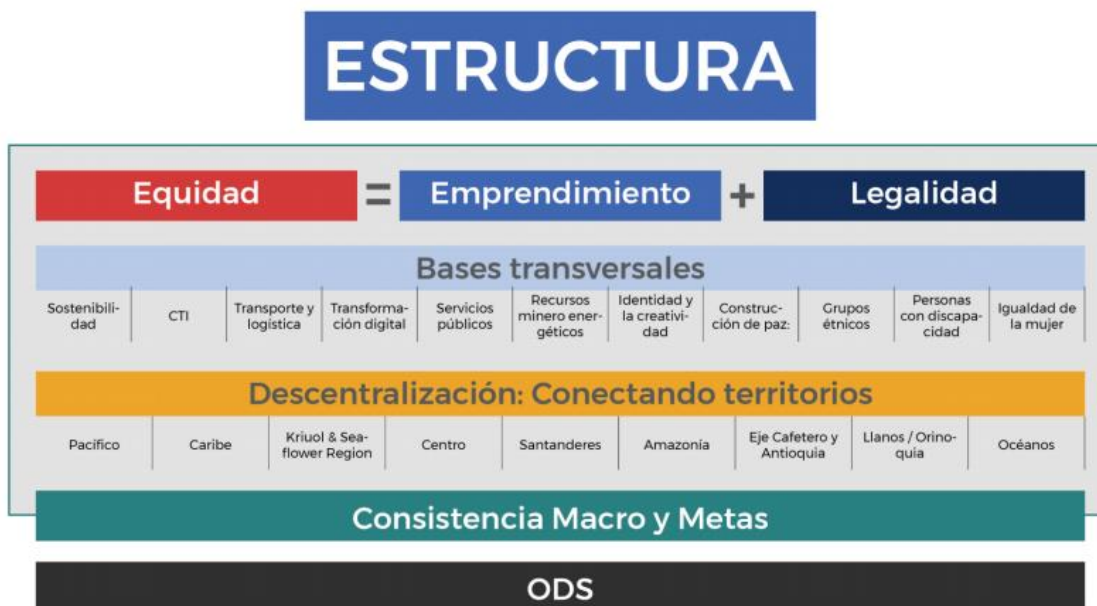 ESTRUCTURA
Equidad = Emprendimiento + Legalidad
Bases transversales
Sostenibili-
dad
CTI
Transporte y
logística
Transforma-
ción digital
Servicios
públicos
Recursos
minero ener-
géticos
Identidad y
la creativi-
dad
Construc-
ción de paz:
Grupos
étnicos
Personas
con discapa-
cidad
Igualdad de
la mujer
Descentralización: Conectando territorios
Pacífico
Caribe
Kriuol & Sea-
flower Region
Centro
Santanderes
Amazonía
Eje Cafetero y
Antioquia
Llanos / Orino-
quia
Océanos
Consistencia Macro y Metas
ODS